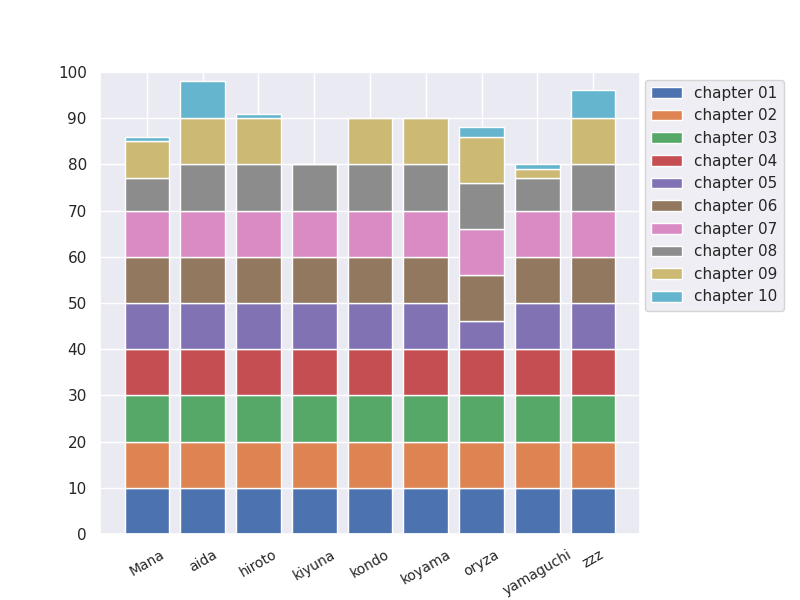 100
90
80
70
60
50
40
30
20
10
0
Mana aida hiroto kiyuna kondo koyama oryza yamaguchi zzz
chapter 01
chapter 02
chapter 03
chapter 04
chapter 05
chapter 06
chapter 07
chapter 08
chapter 09
chapter 10